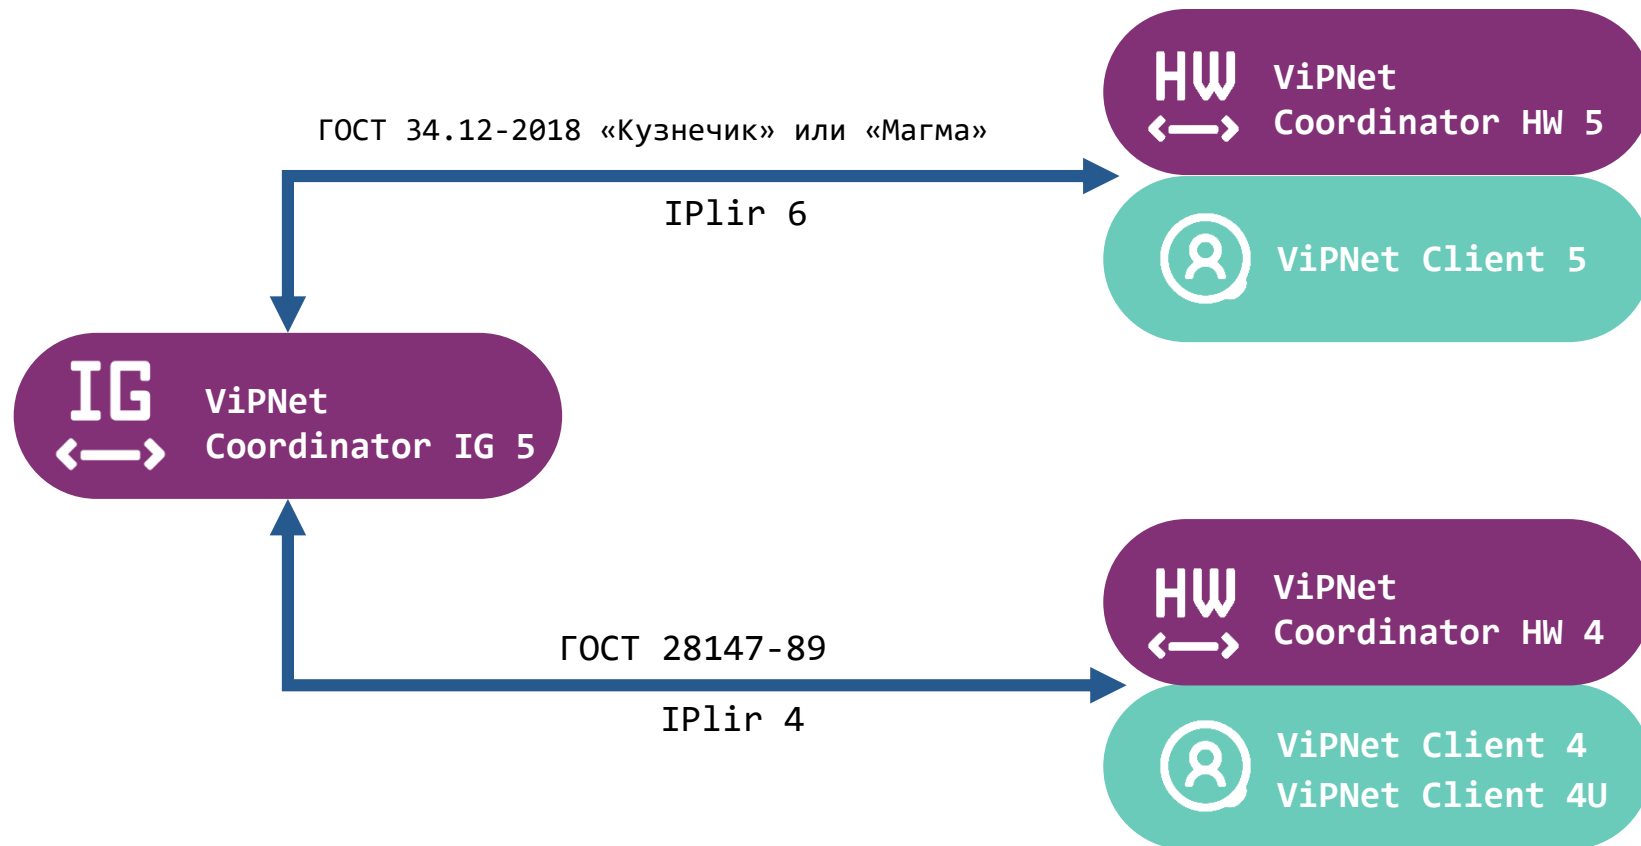 HW
ViPNet
Coordinator HW 5
ГОСТ 34.12-2018 «Кузнечик» или «Магма»
IPlir 6
ViPNet Client 5
IG
ViPNet
Coordinator IG 5
HW
ViPNet
Coordinator HW 4
ГОСТ 28147-89
IPlir 4
ViPNet Client 4
ViPNet Client 4U